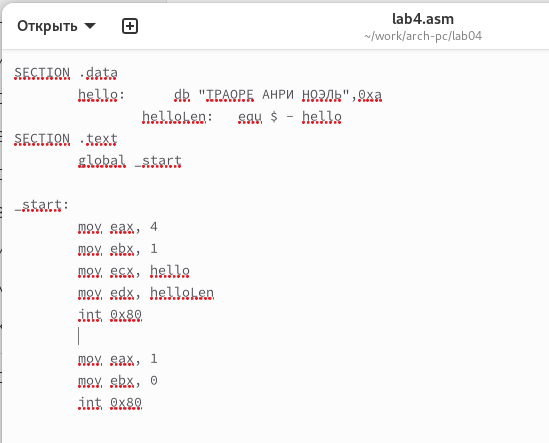 Открыть
lab4.asm
~/work/arch-pc/lab04
SECTION .data
hello: db "ТРАОРЕ АНРИ НОЭЛЬ",0xa
helloLen: equ $ - hello
SECTION .text
global _start
_start:
mov eax, 4
mov ebx, 1
mov ecx, hello
mov edx, helloLen
int 0x80
mov eax, 1
mov ebx, 0
int 0x80